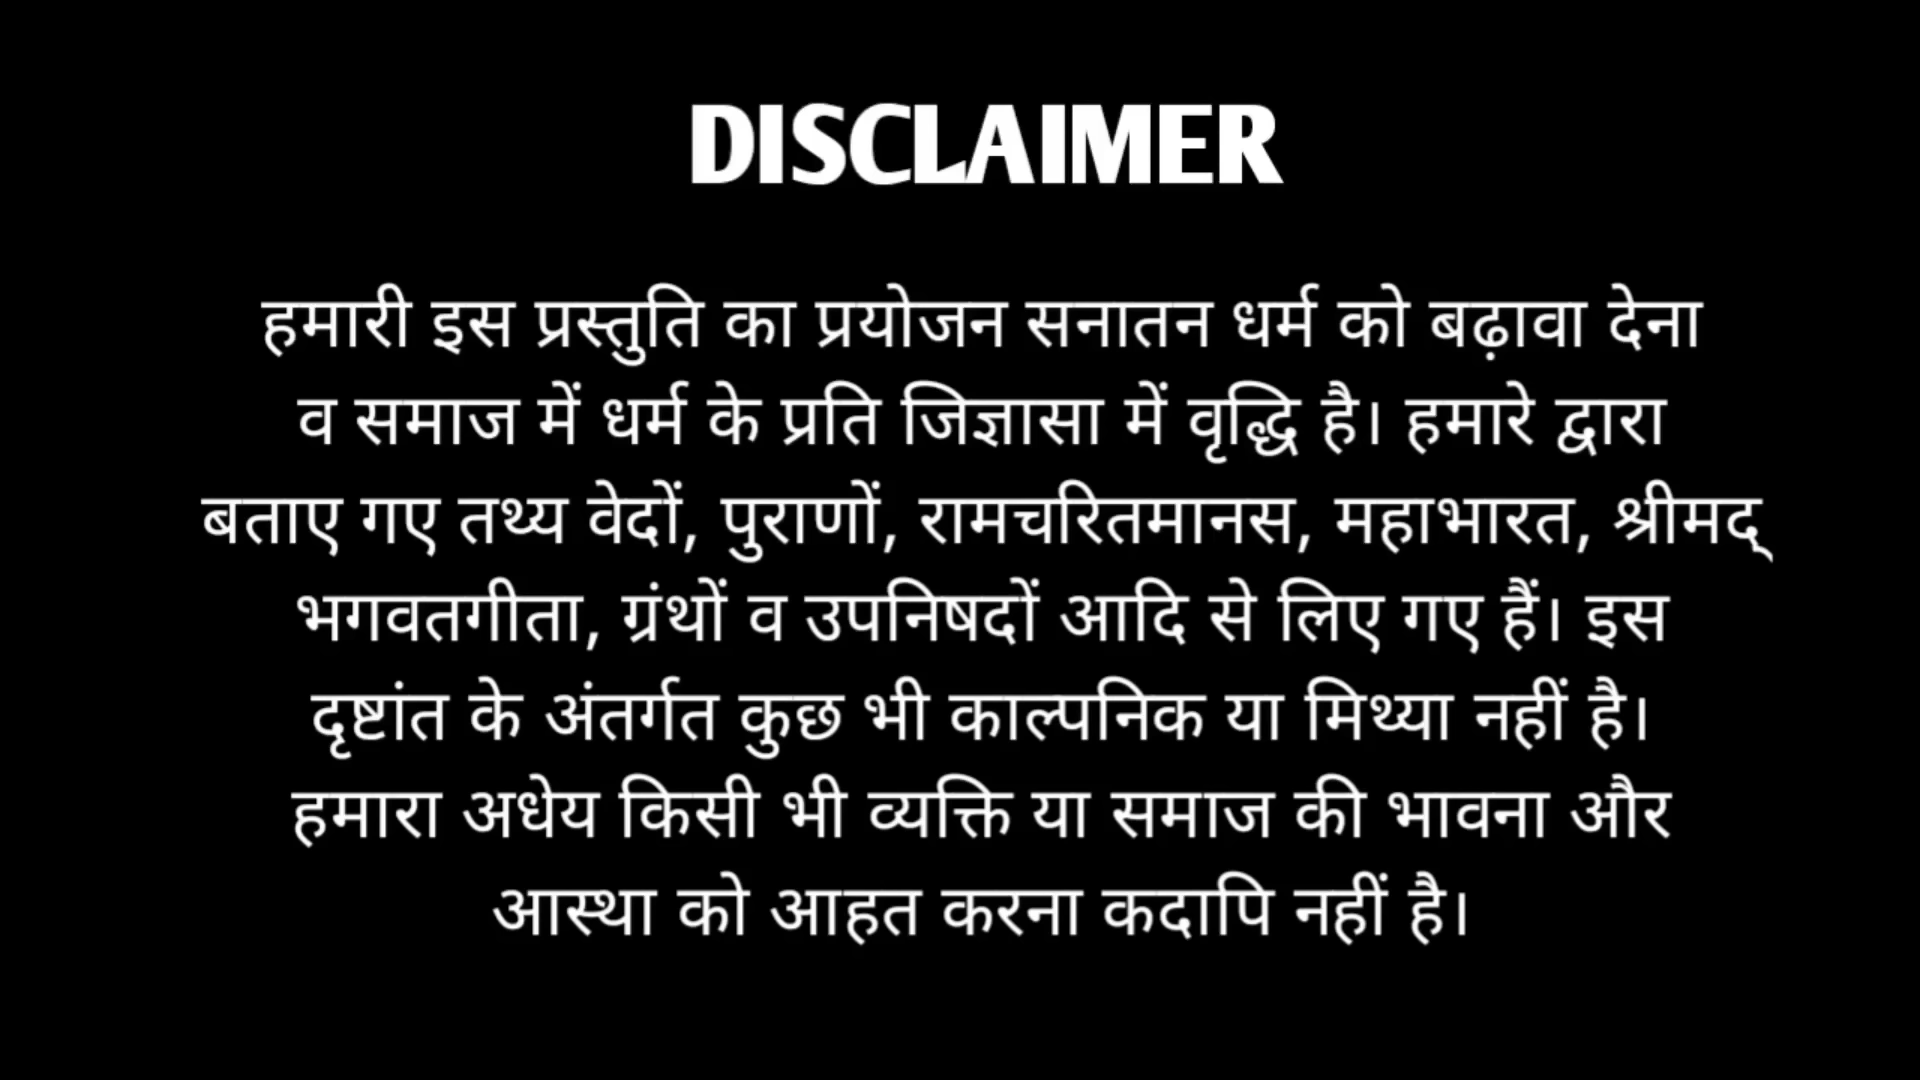 DISCLAIMER
हमारी इस प्रस्तुति का प्रयोजन सनातन धर्म को बढ़ावा देना
व समाज में धर्म के प्रति जिज्ञासा में वृद्धि है। हमारे द्वारा
बताए गए तथ्य वेदों, पुराणों, रामचरितमानस, महाभारत, श्रीमद्
भगवतगीता, ग्रंथों व उपनिषदों आदि से लिए गए हैं। इस
दृष्टांत के अंतर्गत कुछ भी काल्पनिक या मिथ्या नहीं है।
हमारा अधेय किसी भी व्यक्ति या समाज की भावना और
आस्था को आहत करना कदापि नहीं है।